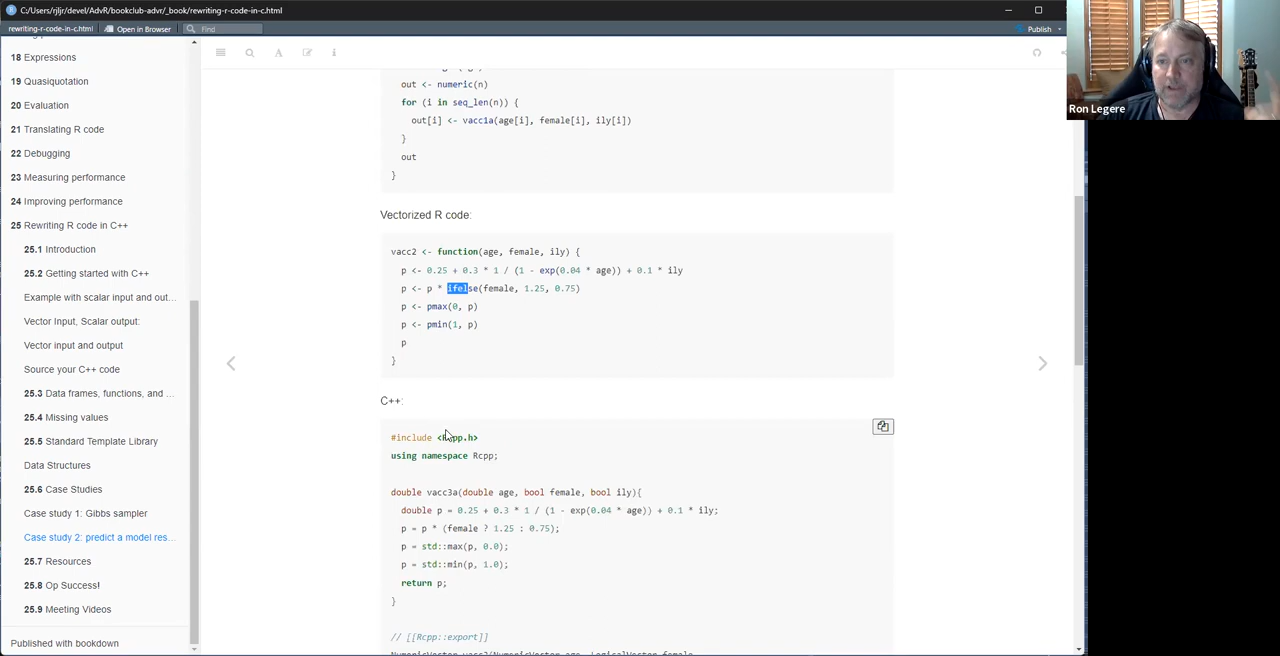 C:/Users/rjljr/devel/AdvR/bookclub-advr/_book/rewriting-r-code-in-c.html
rewriting-r-code-in-c.html
Open in Browser
Find
Publish
Ron Legere
18 Expressions
19 Quasiquotation
20 Evaluation
21 Translating R code
22 Debugging
23 Measuring performance
24 Improving performance
25 Rewriting R code in C++
25.1 Introduction
25.2 Getting started with C++
Example with scalar input and out...
Vector Input, Scalar output:
Vector input and output
Source your C++ code
25.3 Data frames, functions, and ...
25.4 Missing values
25.5 Standard Template Library
Data Structures
25.6 Case Studies
Case study 1: Gibbs sampler
Case study 2: predict a model res...
25.7 Resources
25.8 Op Success!
25.9 Meeting Videos
Published with bookdown
out <- numeric(n)
for (i in seq_len(n)) {
out[i] <- vacc1a(age[i], female[i], ily[i])
}
out
}
Vectorized R code:
vacc2 <- function(age, female, ily) {
p <- 0.25 + 0.3 * 1 / (1 - exp(0.04 * age)) + 0.1 * ily
p <- p * ifelse(female, 1.25, 0.75)
p <- pmax(0, p)
p <- pmin(1, p)
p
}
C++:
#include <Rcpp.h>
using namespace Rcpp;
double vacc3a(double age, bool female, bool ily){
double p = 0.25 + 0.3 * 1 / (1 - exp(0.04 * age)) + 0.1 * ily;
p = p * (female ? 1.25 : 0.75);
p = std::max(p, 0.0);
p = std::min(p, 1.0);
return p;
}
// [[Rcpp::export]]